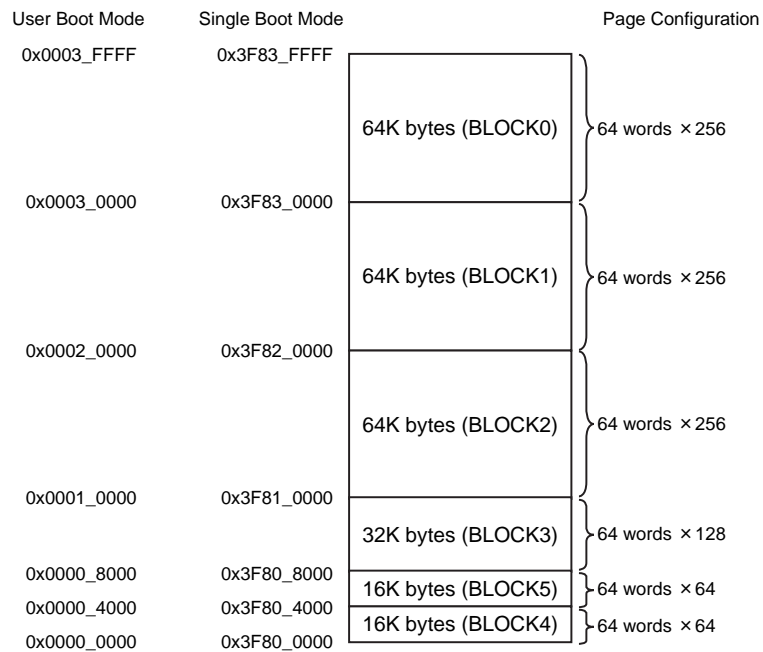 User Boot Mode Single Boot Mode Page Configuration
0x0003_FFFF 0x3F83_FFFF
64K bytes (BLOCK0) 64 words × 256
0x0003_0000 0x3F83_0000
64K bytes (BLOCK1) 64 words × 256
0x0002_0000 0x3F82_0000
64K bytes (BLOCK2) 64 words × 256
0x0001_0000 0x3F81_0000
32K bytes (BLOCK3) 64 words × 128
0x0000_8000 0x3F80_8000
16K bytes (BLOCK5) 64 words × 64
0x0000_4000 0x3F80_4000
16K bytes (BLOCK4) 64 words × 64
0x0000_0000 0x3F80_0000